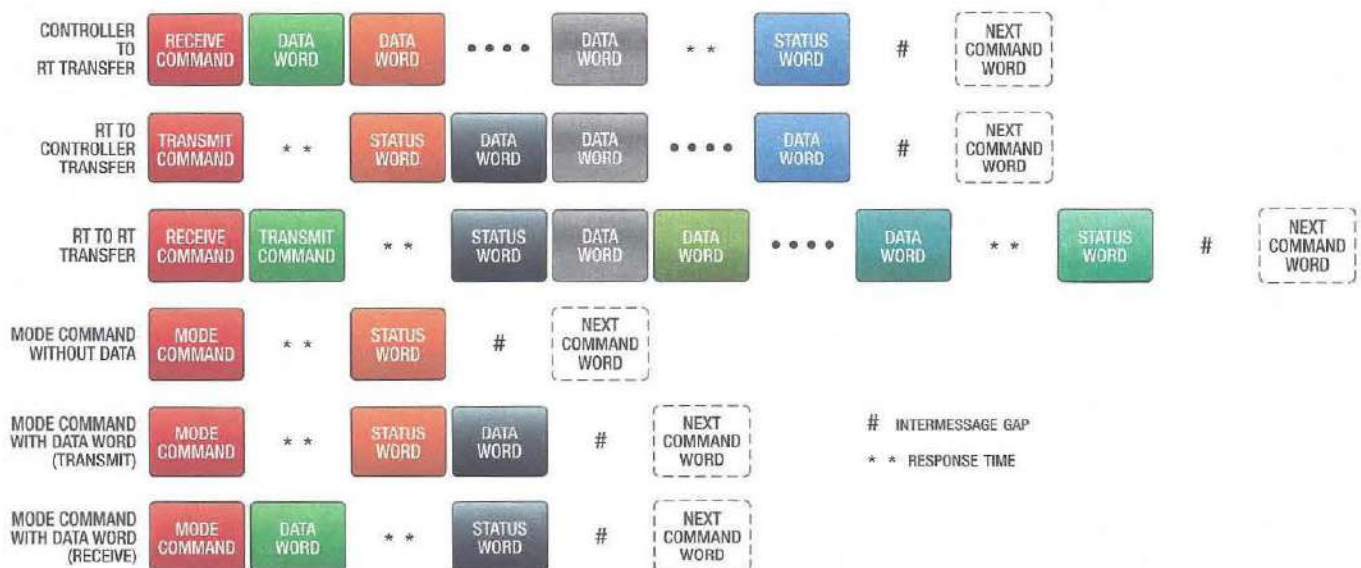 CONTROLLER
TO
RT TRANSFER
RECEIVE
COMMAND
DATA
WORD
DATA
WORD
• • • •
DATA
WORD
* *
STATUS
WORD
#
NEXT
COMMAND
WORD
RT TO
CONTROLLER
TRANSFER
TRANSMIT
COMMAND
* *
STATUS
WORD
DATA
WORD
DATA
WORD
• • • •
DATA
WORD
#
NEXT
COMMAND
WORD
RT TO RT
TRANSFER
RECEIVE
COMMAND
TRANSMIT
COMMAND
* *
STATUS
WORD
DATA
WORD
DATA
WORD
• • • •
DATA
WORD
* *
STATUS
WORD
#
NEXT
COMMAND
WORD
MODE COMMAND
WITHOUT DATA
MODE
COMMAND
* *
STATUS
WORD
#
NEXT
COMMAND
WORD
MODE COMMAND
WITH DATA WORD
(TRANSMIT)
MODE
COMMAND
* *
STATUS
WORD
DATA
WORD
#
NEXT
COMMAND
WORD
# INTERMESSAGE GAP
* * RESPONSE TIME
MODE COMMAND
WITH DATA WORD
(RECEIVE)
MODE
COMMAND
DATA
WORD
* *
STATUS
WORD
#
NEXT
COMMAND
WORD